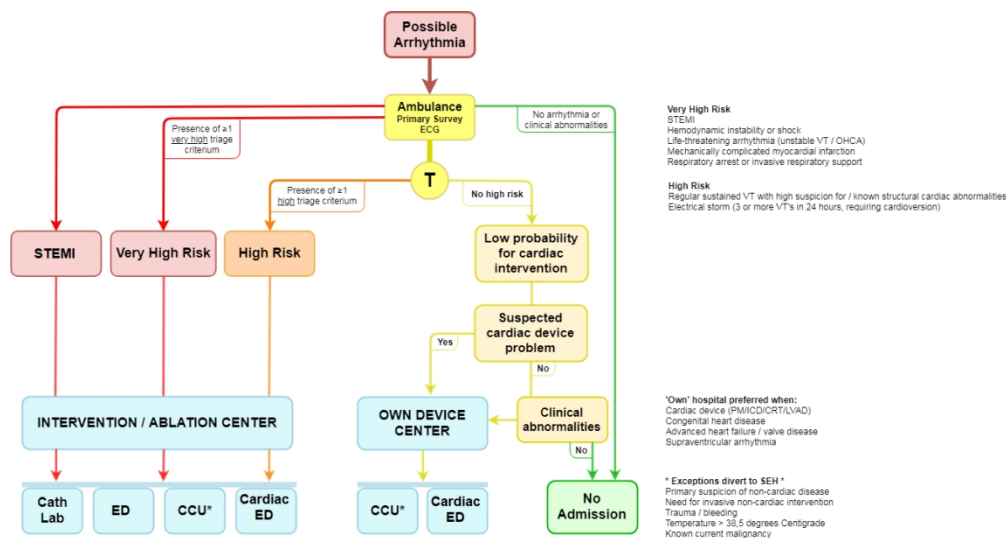 Possible
Arrhythmia
Ambulance
Primary Survey
ECG
No arrhythmia or
clinical abnormalities
Presence of ≥1
very high triage
criterium
T
Presence of ≥1
high triage criterium
No high risk
STEMI
Very High Risk
High Risk
Low probability
for cardiac
intervention
Suspected
cardiac device
problem
Yes
No
INTERVENTION / ABLATION CENTER
OWN DEVICE
CENTER
Clinical
abnormalities
No
Cath
Lab
ED
CCU*
Cardiac
ED
CCU*
Cardiac
ED
No
Admission
Very High Risk
STEMI
Hemodynamic instability or shock
Life-threatening arrhythmia (unstable VT / OHCA)
Mechanically complicated myocardial infarction
Respiratory arrest or invasive respiratory support
High Risk
Regular sustained VT with high suspicion for / known structural cardiac abnormalities
Electrical storm (3 or more VT's in 24 hours, requiring cardioversion)
'Own' hospital preferred when:
Cardiac device (PM/ICD/CRT/LVAD)
Congenital heart disease
Advanced heart failure / valve disease
Supraventricular arrhythmia
* Exceptions divert to SEH *
Primary suspicion of non-cardiac disease
Need for invasive non-cardiac intervention
Trauma / bleeding
Temperature > 38,5 degrees Centigrade
Known current malignancy